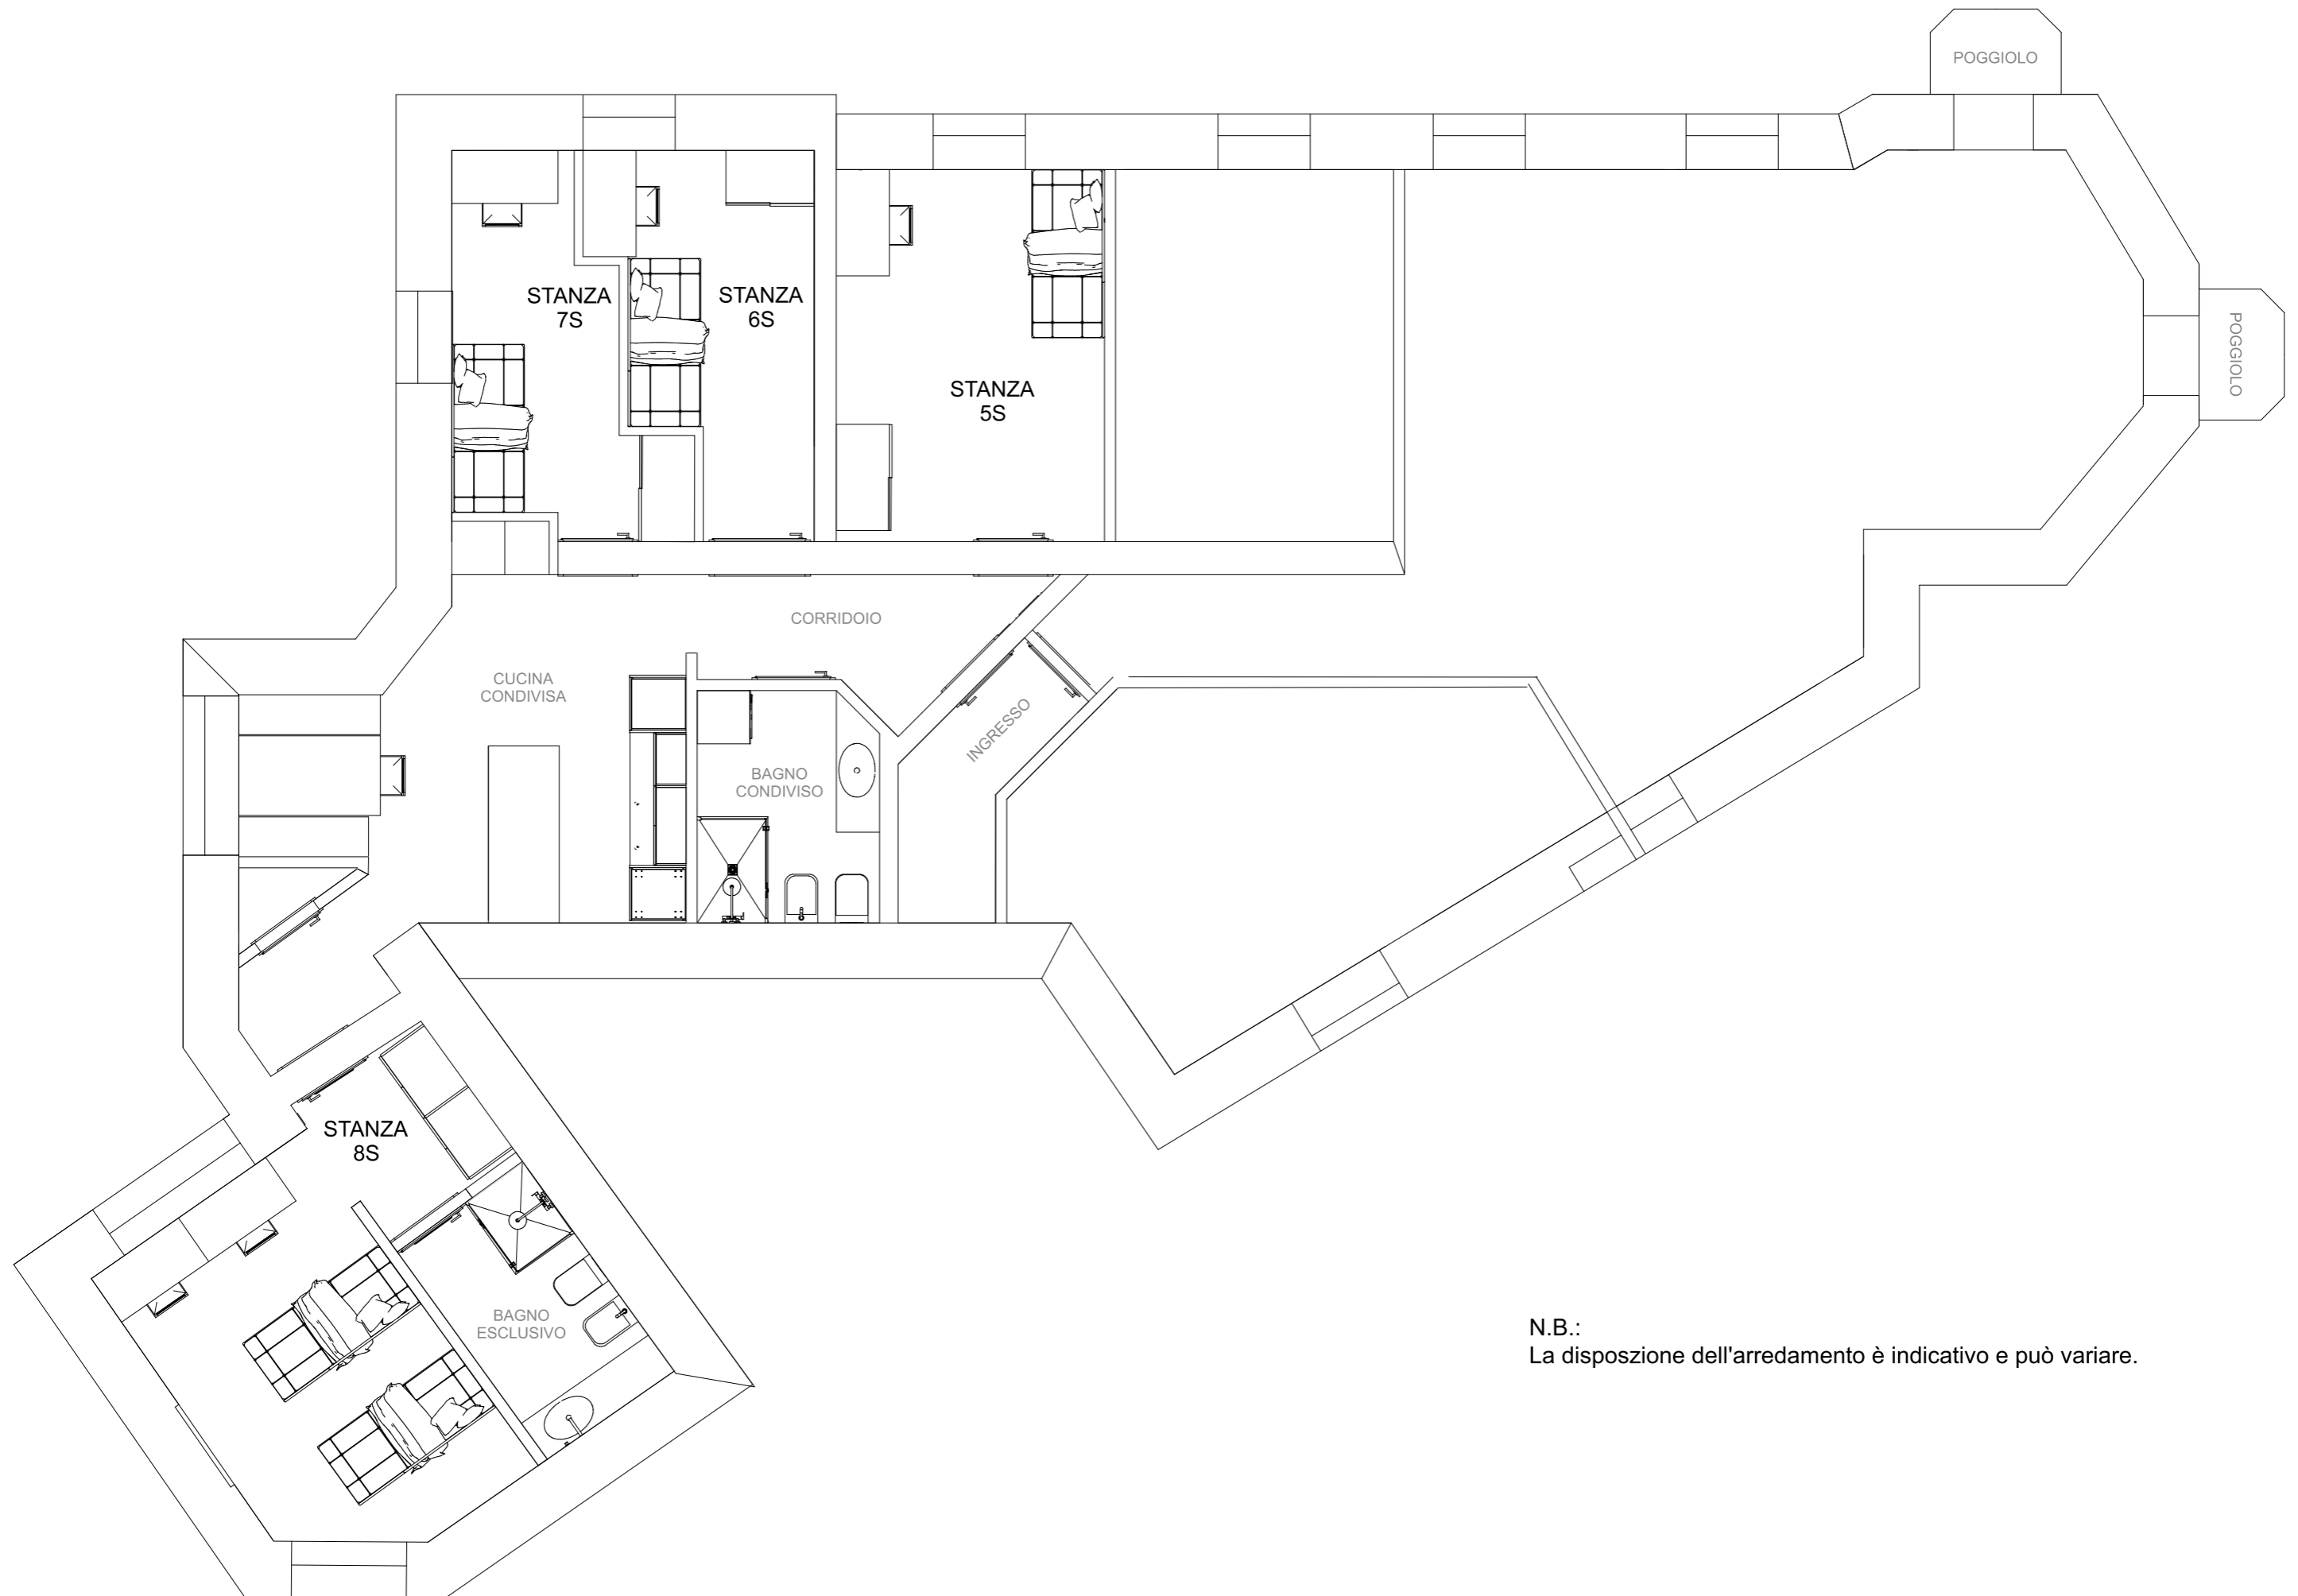 POGGIOLO
POGGIOLO
STANZA
7S
STANZA
6S
STANZA
5S
CORRIDOIO
CUCINA
CONDIVISA
INGRESSO
BAGNO
CONDIVISO
STANZA
8S
BAGNO
ESCLUSIVO
N.B.:
La disposzione dell'arredamento è indicativo e può variare.